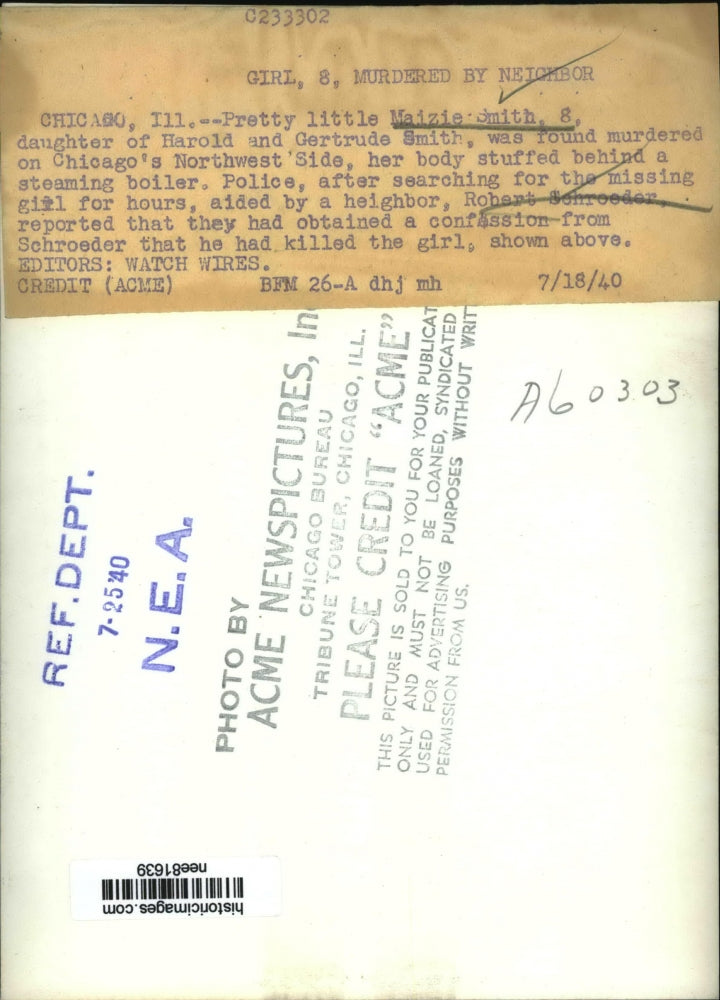 C233302
GIRL, 8, MURDERED BY NEIGHBOR
CHICAGO, Ill.--Pretty little Maizie Smith, 8,
daughter of Harold and Gertrude Smith, was found murdered
on Chicago's Northwest Side, her body stuffed behind a
steaming boiler. Police, after searching for the missing
girl for hours, aided by a neighbor, Robert Schroeder,
reported that they had obtained a confession from
Schroeder that he had killed the girl, shown above.
EDITORS: WATCH WIRES.
CREDIT (ACME) BFM 26-A dhj mh 7/18/40
A60303
REF. DEPT.
7-25 40
N.E.A.
PHOTO BY
ACME NEWSPICTURES, In
CHICAGO BUREAU
TRIBUNE TOWER, CHICAGO, ILL.
PLEASE CREDIT "ACME"
THIS PICTURE IS SOLD TO YOU FOR YOUR PUBLICAT
ONLY AND MUST NOT BE LOANED, SYNDICATED
USED FOR ADVERTISING PURPOSES WITHOUT WRIT
PERMISSION FROM US.
historicimages.com
nee81639